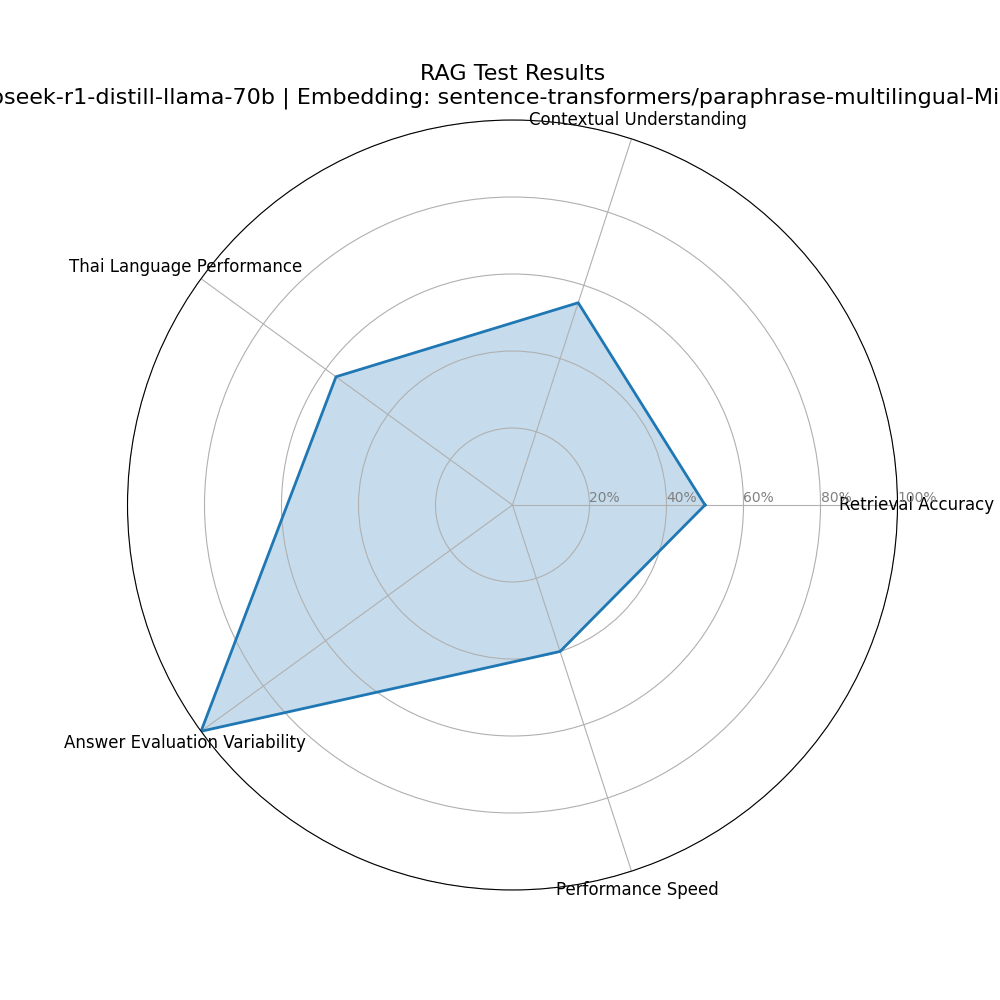 RAG Test Results
seek-r1-distill-llama-70b | Embedding: sentence-transformers/paraphrase-multilingual-Mi
Contextual Understanding
Thai Language Performance
20% 40% 60% 80% 100%
Retrieval Accuracy
Answer Evaluation Variability
Performance Speed